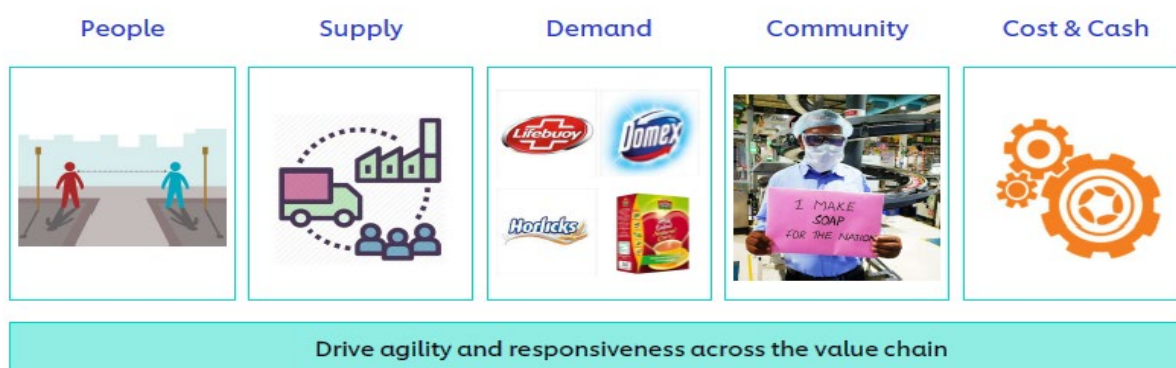 People
Supply
Demand
Community
Cost & Cash
Lifebuoy
Domex
Horlicks
I MAKE
SOAP
FOR THE NATION
Drive agility and responsiveness across the value chain